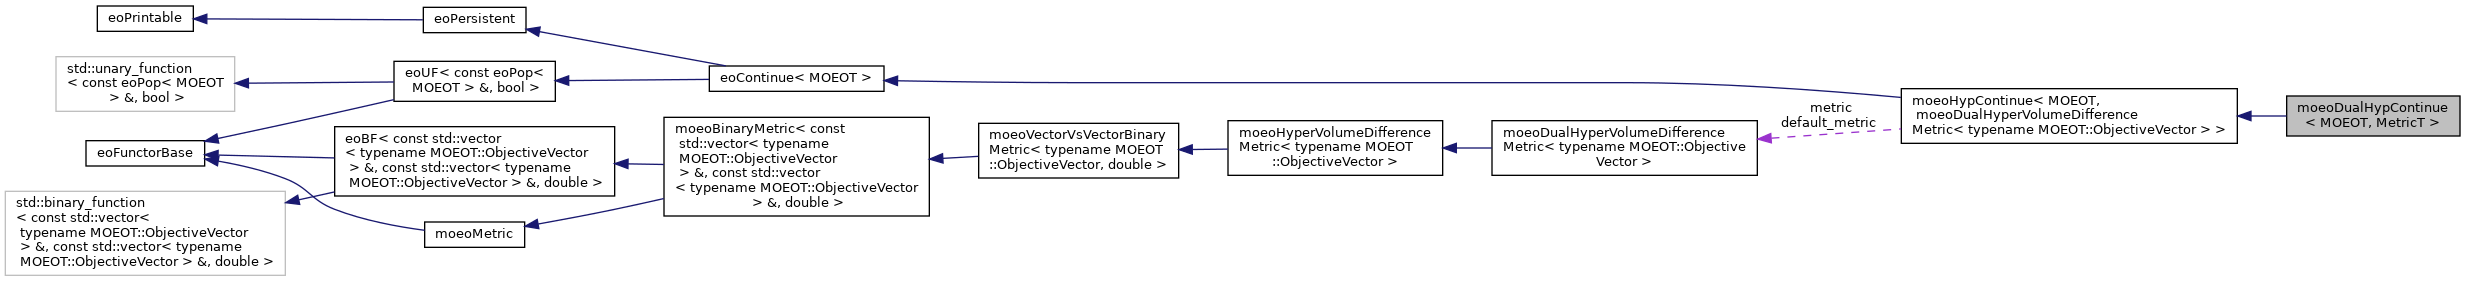 eoPrintable
eoPersistent
std::unary_function
< const eoPop< MOEOT
> &, bool >
eoUF< const eoPop<
MOEOT > &, bool >
eoContinue< MOEOT >
eoFunctorBase
eoBF< const std::vector
< typename MOEOT::ObjectiveVector
> &, const std::vector< typename
MOEOT::ObjectiveVector > &, double >
std::binary_function
< const std::vector<
typename MOEOT::ObjectiveVector
> &, const std::vector< typename
MOEOT::ObjectiveVector > &, double >
moeoMetric
moeoBinaryMetric< const
std::vector< typename
MOEOT::ObjectiveVector
> &, const std::vector
< typename MOEOT::ObjectiveVector
> &, double >
moeoVectorVsVectorBinary
Metric< typename MOEOT
::ObjectiveVector, double >
moeoHyperVolumeDifference
Metric< typename MOEOT
::ObjectiveVector >
moeoDualHyperVolumeDifference
Metric< typename MOEOT::Objective
Vector >
metric
default_metric
moeoHypContinue< MOEOT,
moeoDualHyperVolumeDifference
Metric< typename MOEOT::ObjectiveVector > >
moeoDualHypContinue
< MOEOT, MetricT >